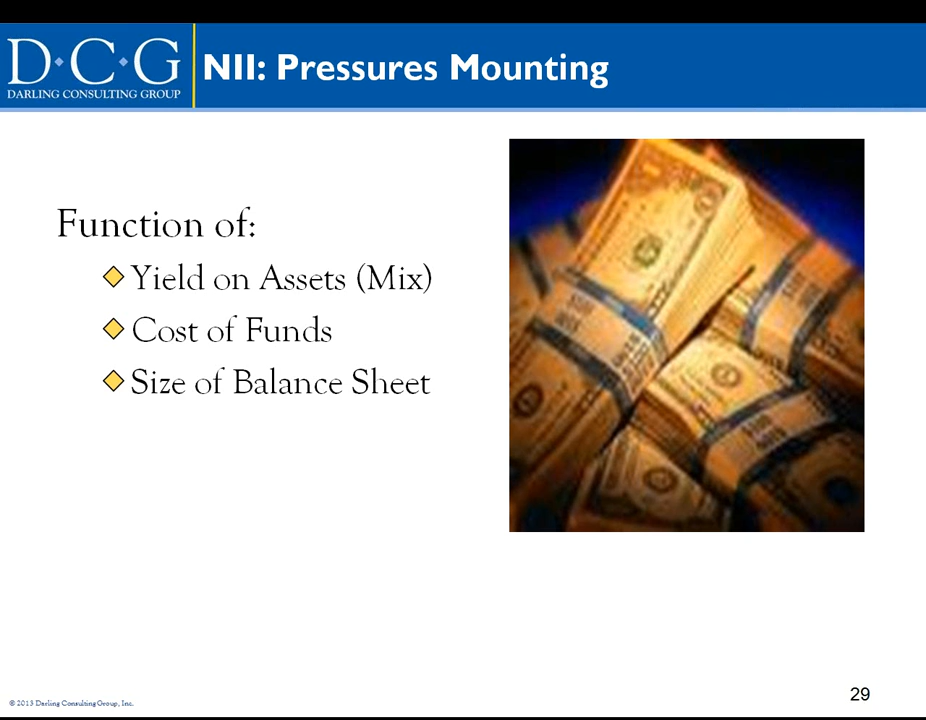 D·C·G
DARLING CONSULTING GROUP
NII: Pressures Mounting
Function of:
Yield on Assets (Mix)
Cost of Funds
Size of Balance Sheet
© 2013 Darling Consulting Group, Inc.
29